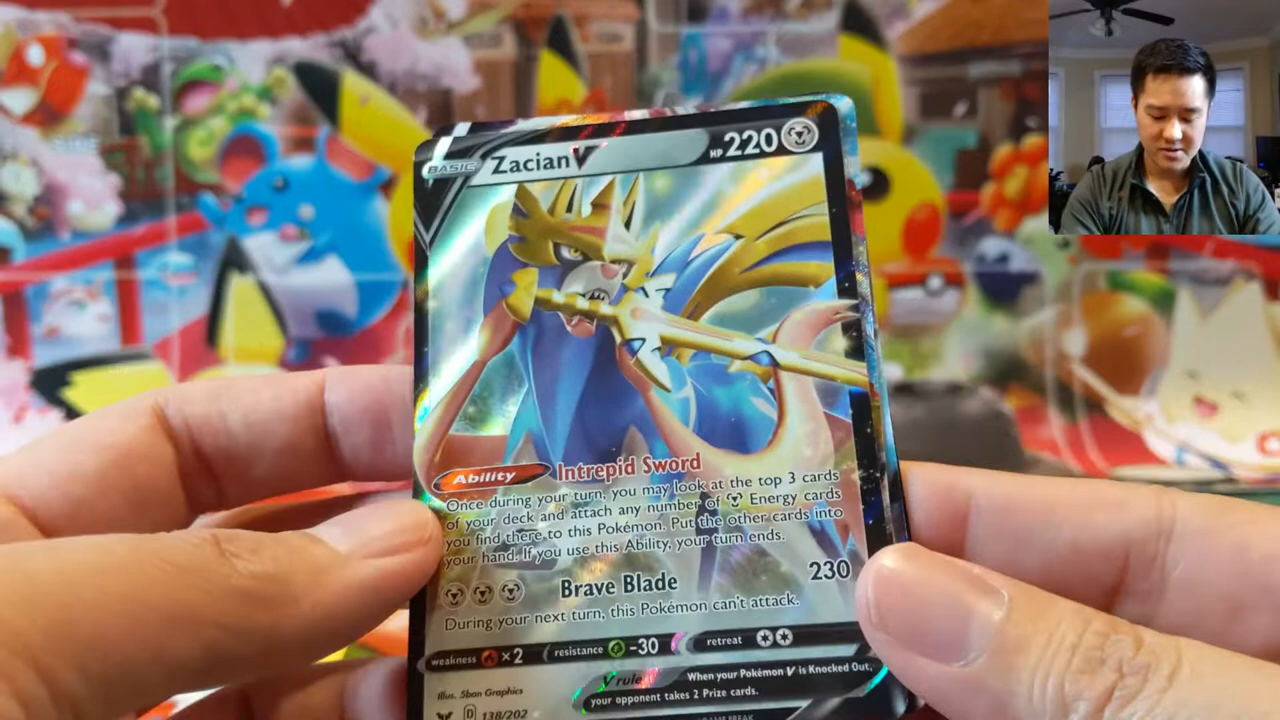 BASIC Zacian V HP 220
Ability Intrepid Sword
Once during your turn, you may look at the top 3 cards
of your deck and attach any number of Energy cards
you find there to this Pokémon. Put the other cards into
your hand. If you use this Ability, your turn ends.
Brave Blade 230
During your next turn, this Pokémon can't attack.
weakness ×2 resistance -30 retreat
V rule When your Pokémon V is Knocked Out,
your opponent takes 2 Prize cards.
Illus. 5ban Graphics
D 138/202